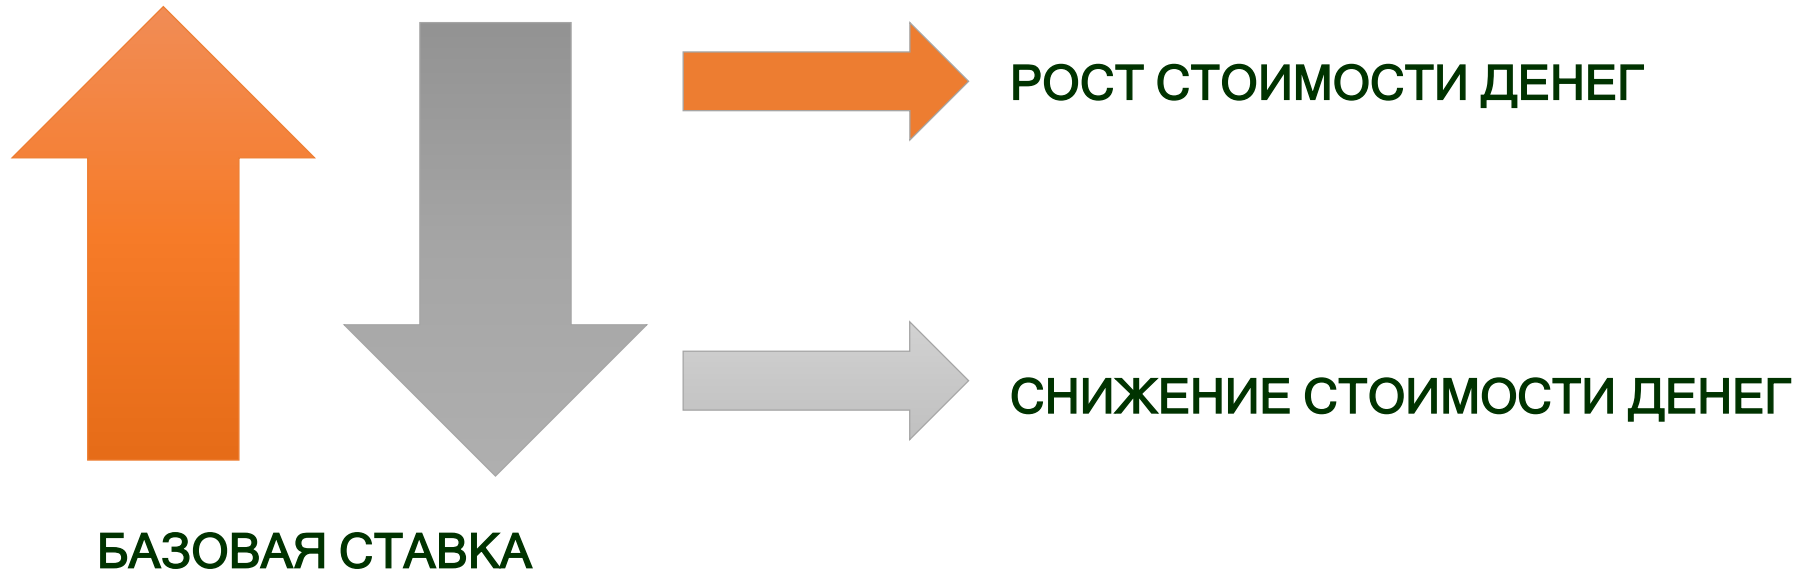 РОСТ СТОИМОСТИ ДЕНЕГ
СНИЖЕНИЕ СТОИМОСТИ ДЕНЕГ
БАЗОВАЯ СТАВКА